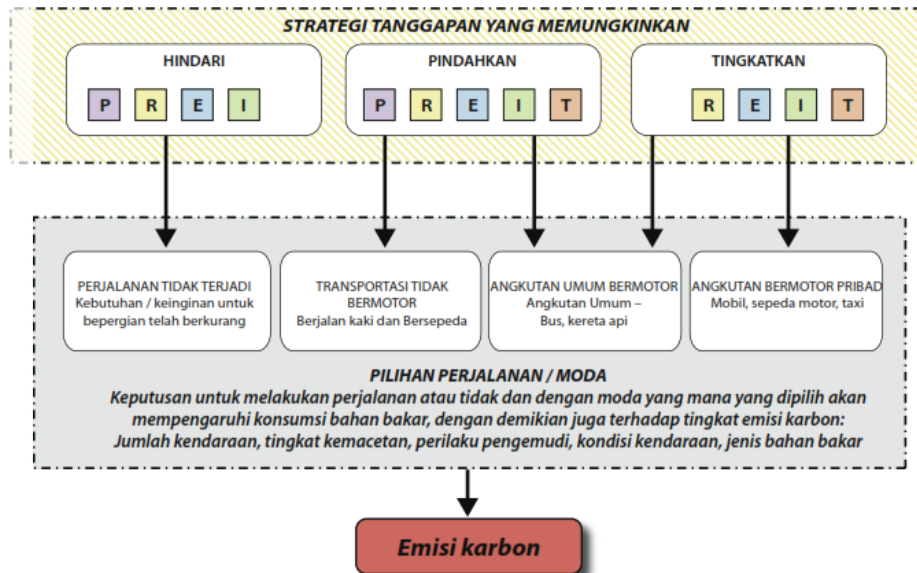 STRATEGI TANGGAPAN YANG MEMUNGKINKAN
HINDARI
P R E I
PINDAHKAN
P R E I T
TINGKATKAN
R E I T
PERJALANAN TIDAK TERJADI
Kebutuhan / keinginan untuk
bepergian telah berkurang
TRANSPORTASI TIDAK
BERMOTOR
Berjalan kaki dan Bersepeda
ANGKUTAN UMUM BERMOTOR
Angkutan Umum –
Bus, kereta api
ANGKUTAN BERMOTOR PRIBAD
Mobil, sepeda motor, taxi
PILIHAN PERJALANAN / MODA
Keputusan untuk melakukan perjalanan atau tidak dan dengan moda yang mana yang dipilih akan
mempengaruhi konsumsi bahan bakar, dengan demikian juga terhadap tingkat emisi karbon:
Jumlah kendaraan, tingkat kemacetan, perilaku pengemudi, kondisi kendaraan, jenis bahan bakar
Emisi karbon